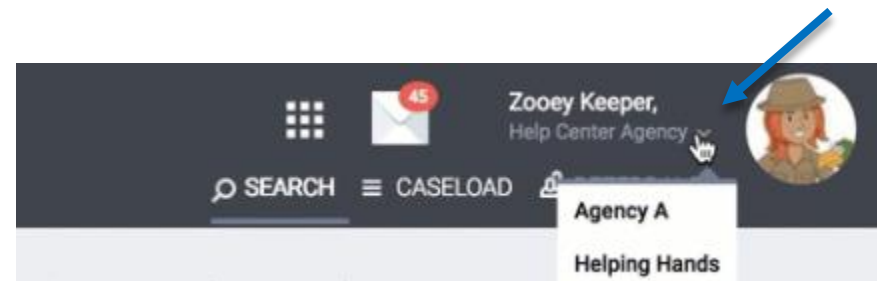 45
Zooey Keeper,
Help Center Agency
SEARCH
CASELOAD
Agency A
Helping Hands